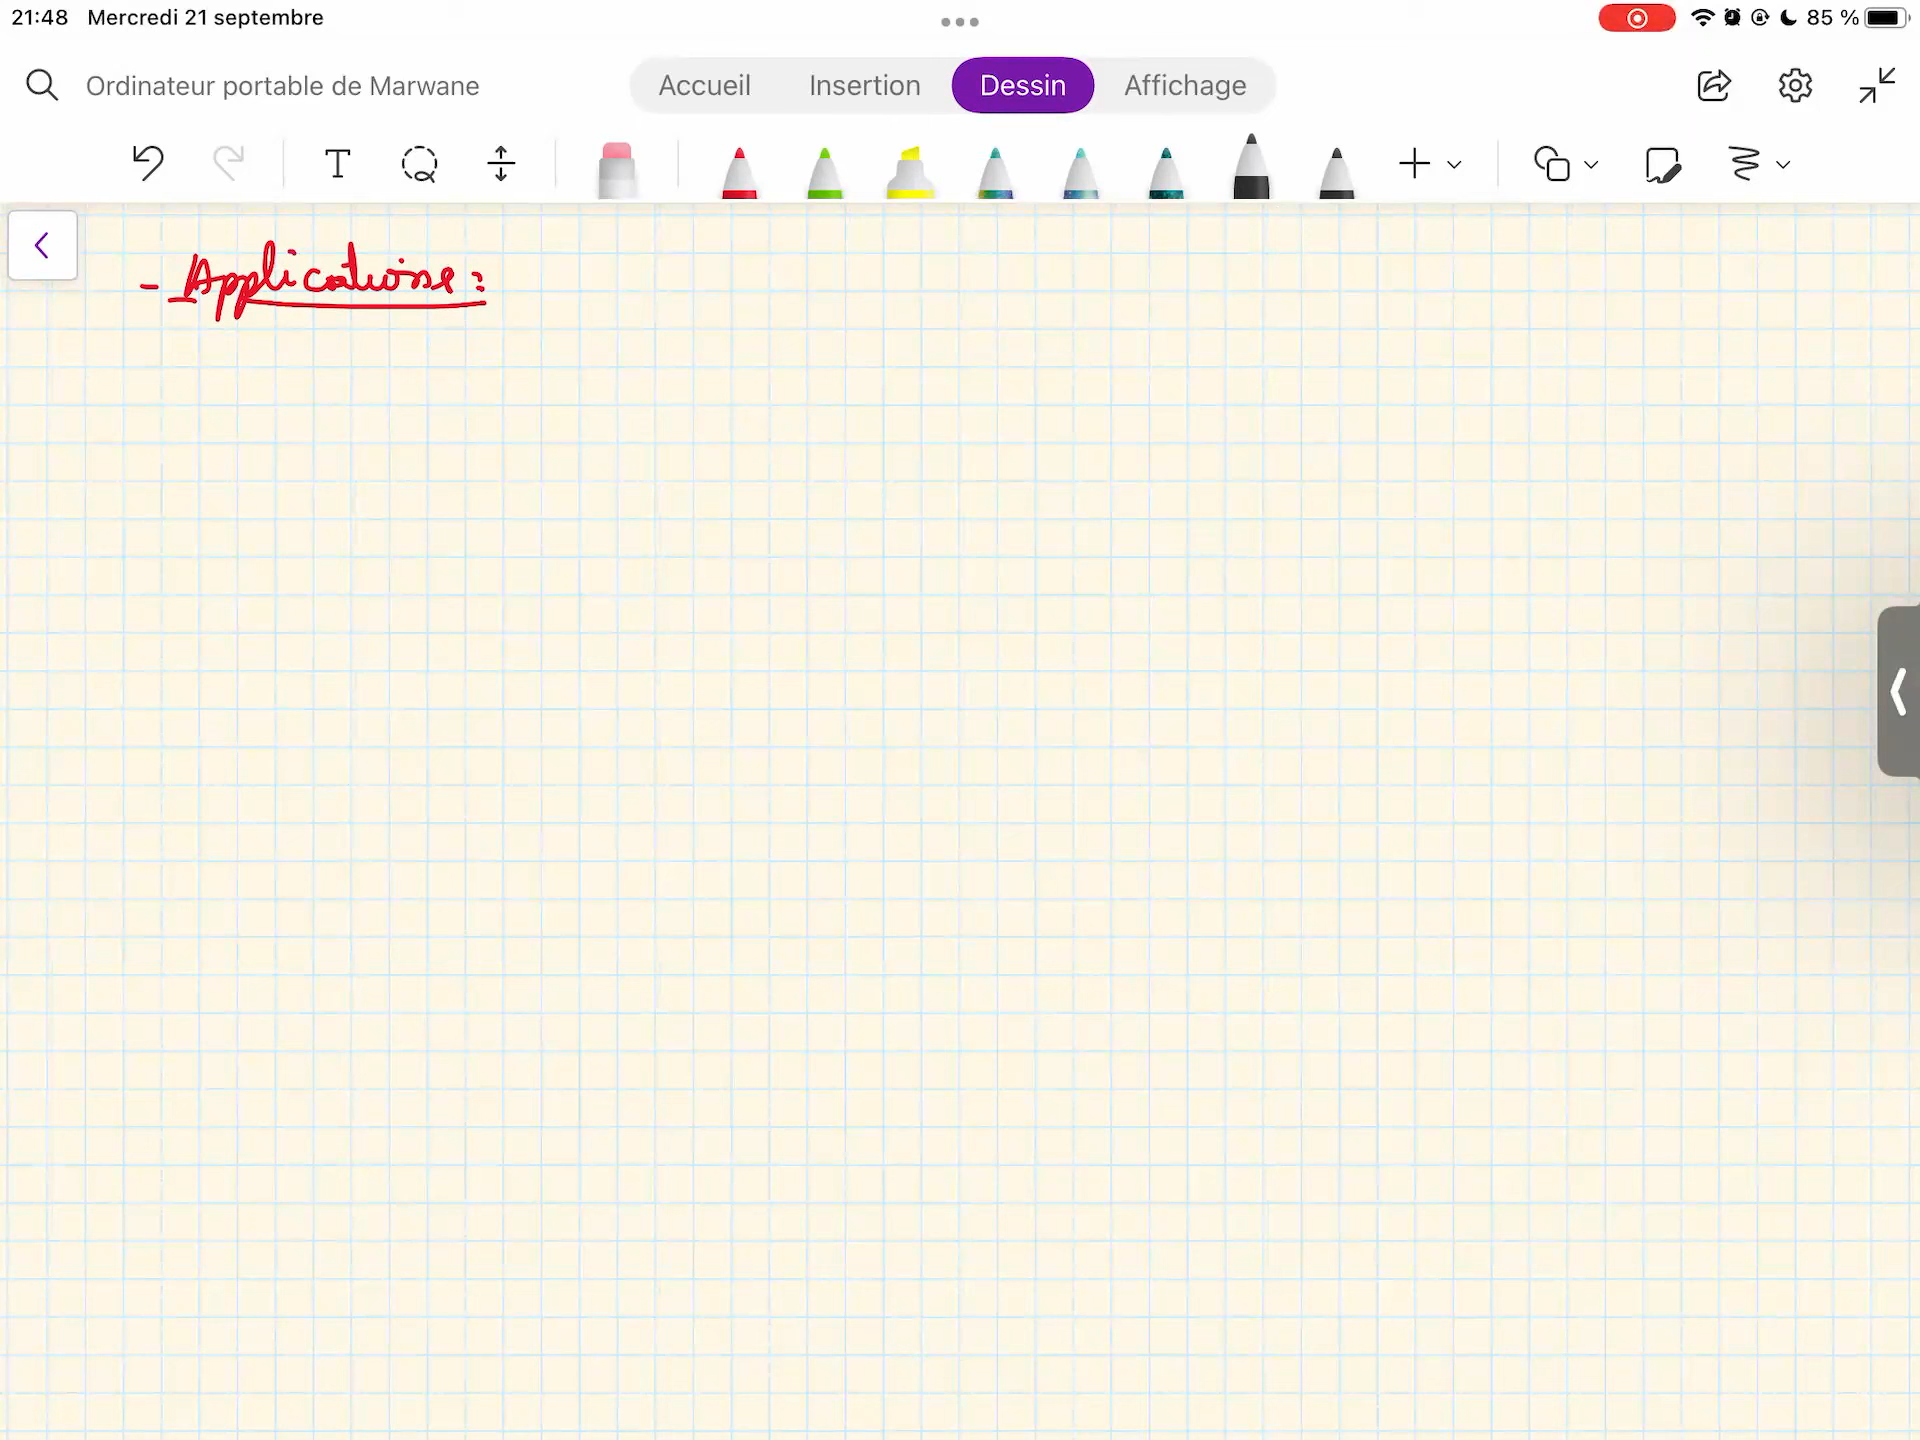 21:48 Mercredi 21 septembre 85 %
Ordinateur portable de Marwane Accueil Insertion Dessin Affichage
T
- Applications :